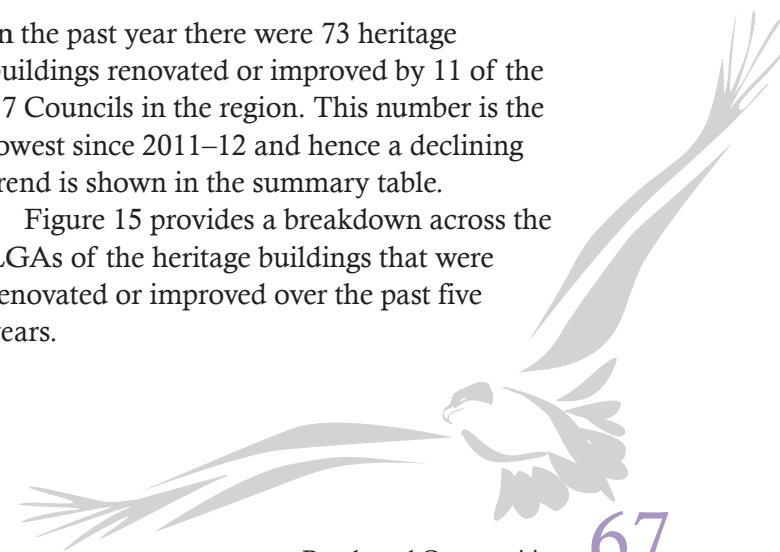 n the past year there were 73 heritage
uildings renovated or improved by 11 of the
7 Councils in the region. This number is the
owest since 2011–12 and hence a declining
rend is shown in the summary table.
Figure 15 provides a breakdown across the
LGAs of the heritage buildings that were
enovated or improved over the past five
ears.
67